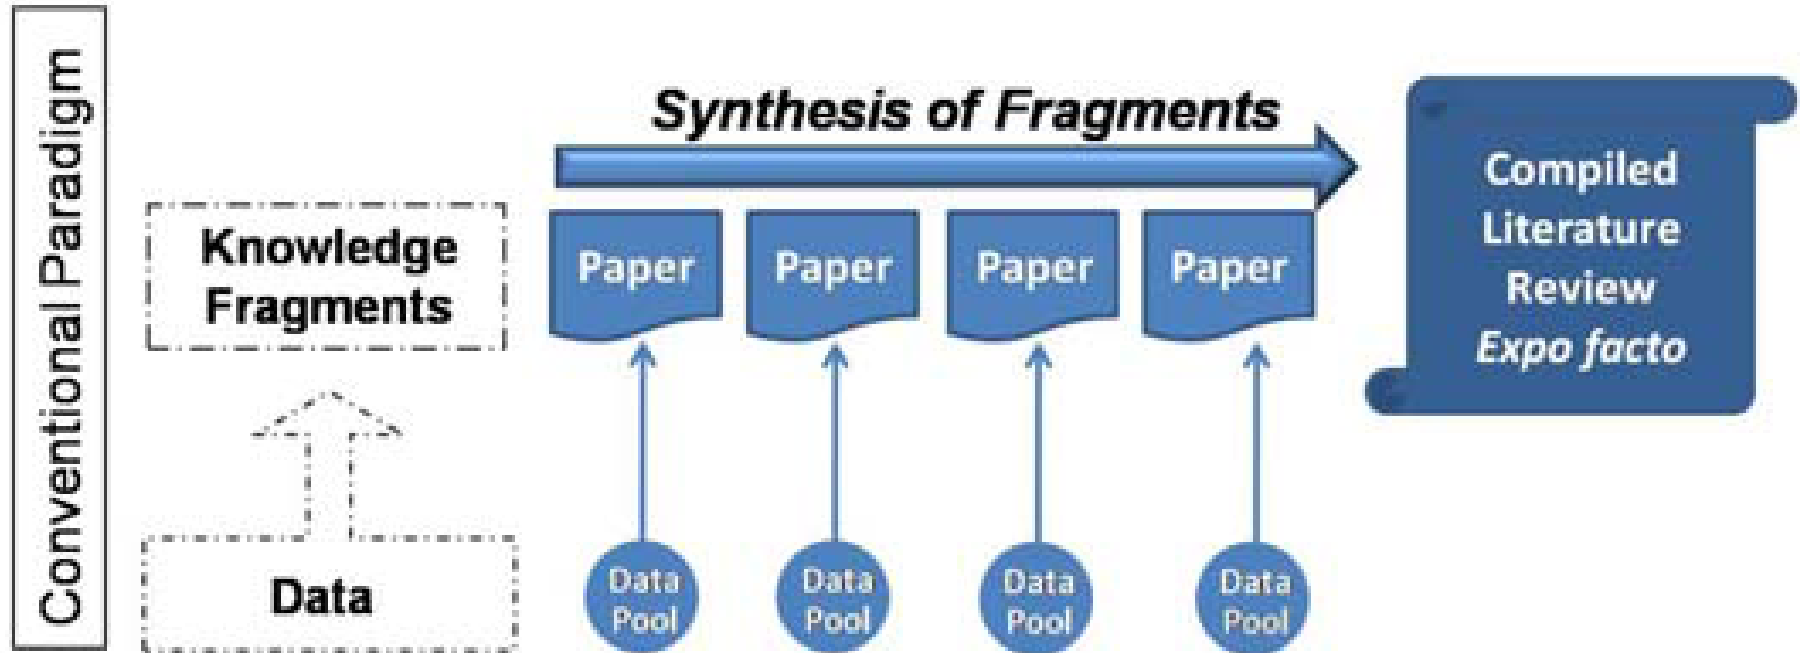 Conventional Paradigm
Synthesis of Fragments
Knowledge
Fragments
Paper
Paper
Paper
Paper
Compiled
Literature
Review
Expo facto
Data
Data
Pool
Data
Pool
Data
Pool
Data
Pool